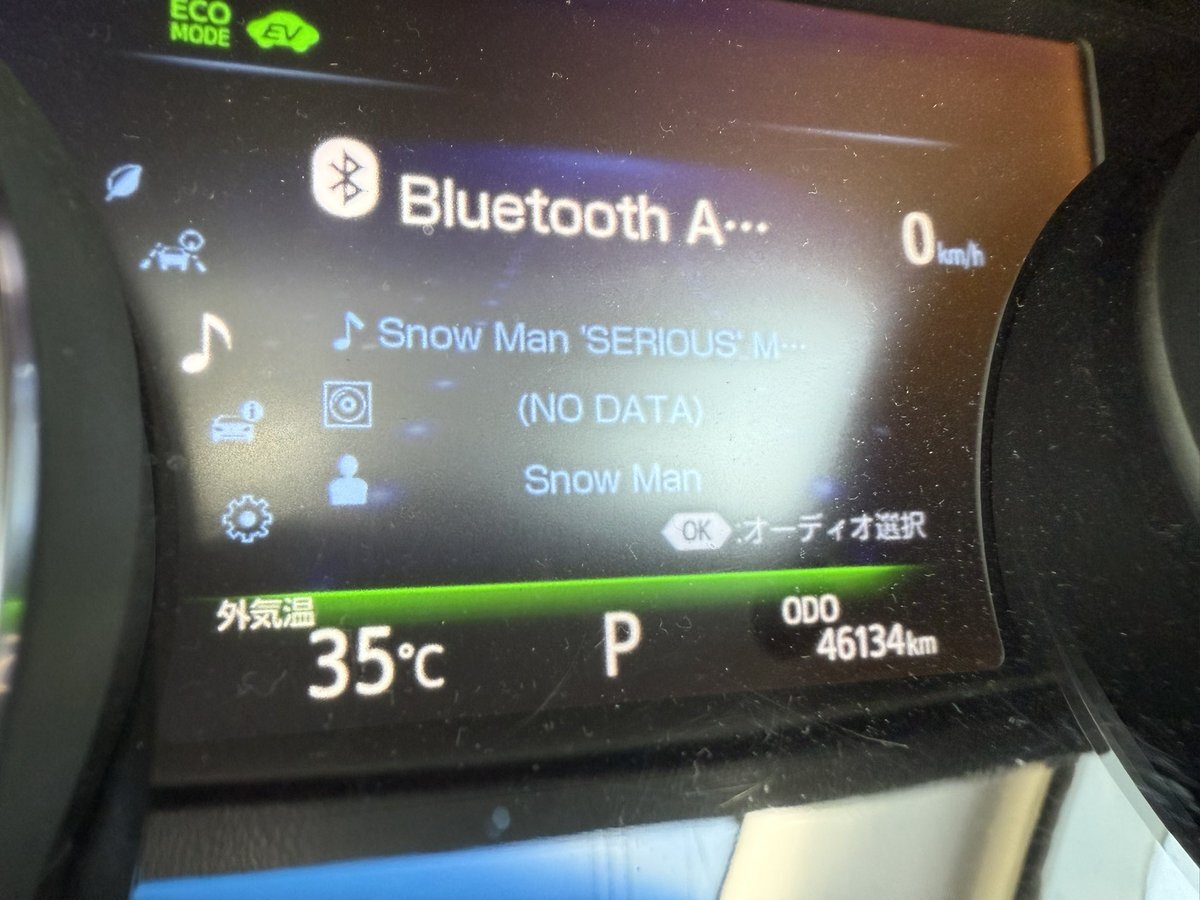 ECO
MODE
EV
Bluetooth A…
0km/h
Snow Man 'SERIOUS' M…
(NO DATA)
Snow Man
OK:オーディオ選択
外気温
35℃
P
ODO
46134km